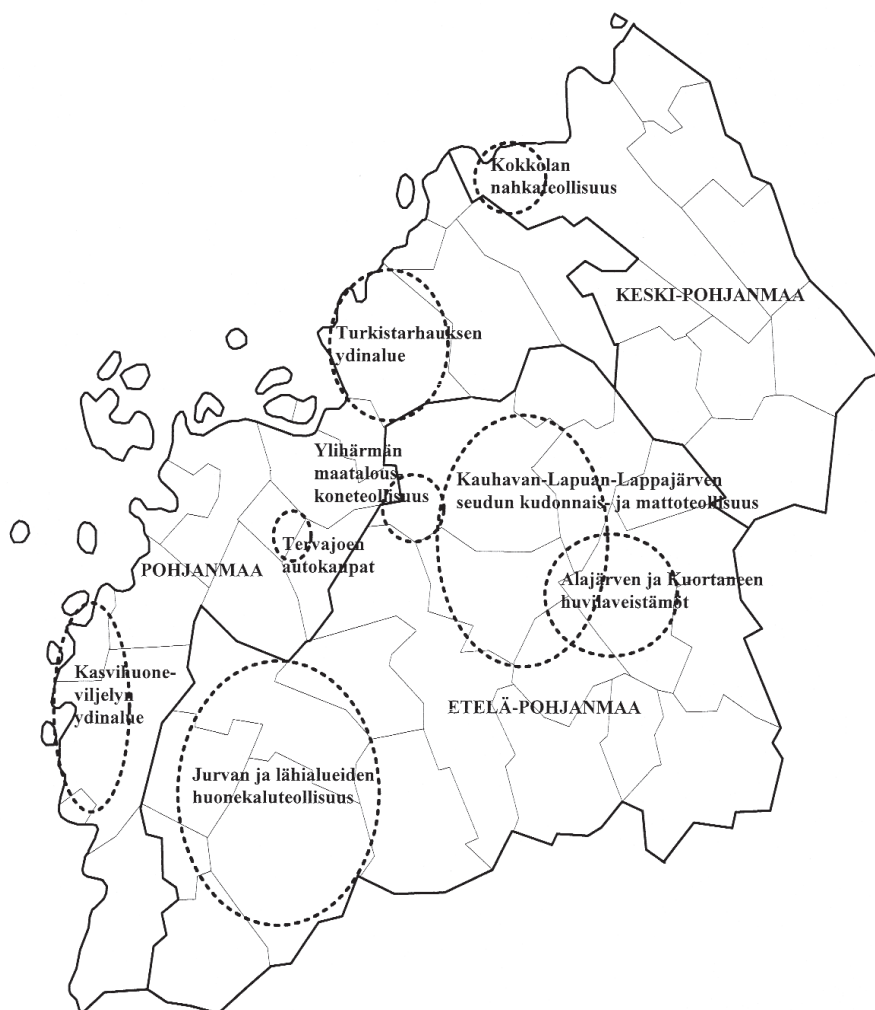 Kokkolan
nahkateollisuus
KESKI-POHJANMAA
Turkistarhauksen
ydinalue
Ylihärmän
maatalous-
koneteollisuus
Kauhavan-Lapuan-Lappajärven
seudun kudonnais- ja mattoteollisuus
Tervajoen
autokaupat
POHJANMAA
Alajärven ja Kuortaneen
huvilaveistämöt
Kasvihuone-
viljelyn
ydinalue
ETELÄ-POHJANMAA
Jurvan ja lähialueiden
huonekaluteollisuus